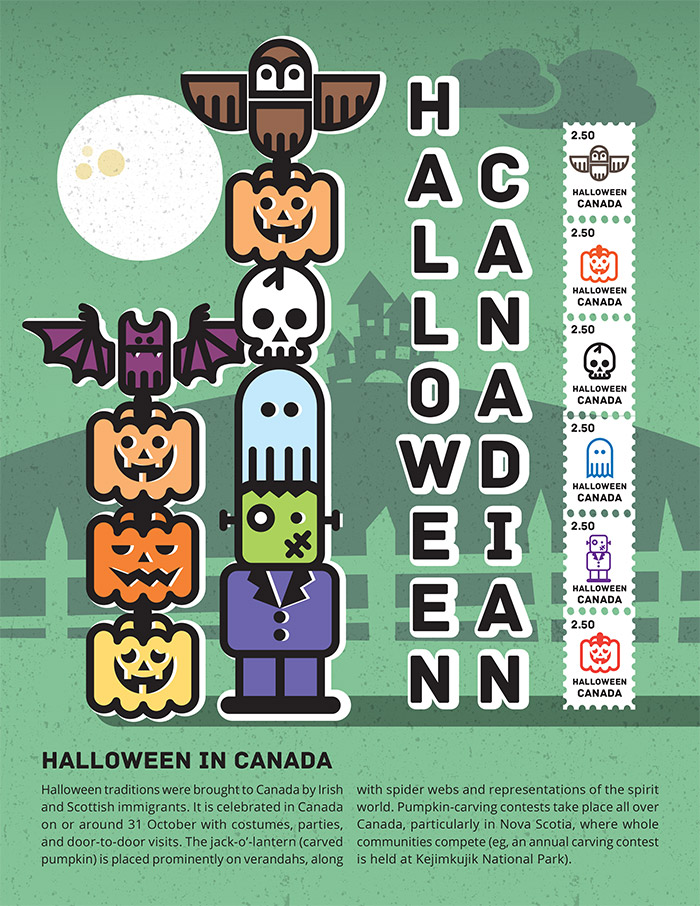 HALLOWEEN
CANADIAN
2.50
HALLOWEEN
CANADA
2.50
HALLOWEEN
CANADA
2.50
HALLOWEEN
CANADA
2.50
HALLOWEEN
CANADA
2.50
HALLOWEEN
CANADA
2.50
HALLOWEEN
CANADA
HALLOWEEN IN CANADA
Halloween traditions were brought to Canada by Irish
and Scottish immigrants. It is celebrated in Canada
on or around 31 October with costumes, parties,
and door-to-door visits. The jack-o’-lantern (carved
pumpkin) is placed prominently on verandahs, along
with spider webs and representations of the spirit
world. Pumpkin-carving contests take place all over
Canada, particularly in Nova Scotia, where whole
communities compete (eg, an annual carving contest
is held at Kejimkujik National Park).